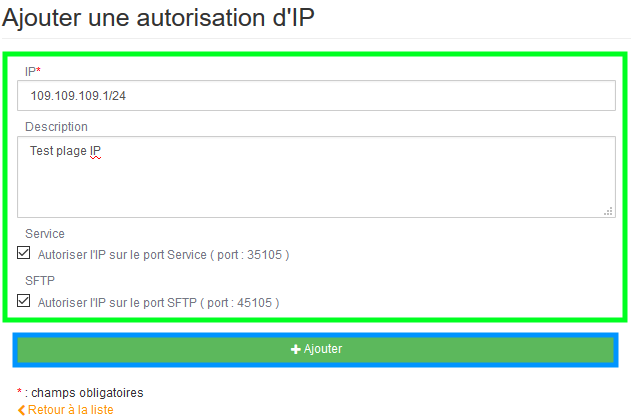 Ajouter une autorisation d'IP
IP*
109.109.109.1/24
Description
Test plage IP
Service
Autoriser l'IP sur le port Service ( port : 35105 )
SFTP
Autoriser l'IP sur le port SFTP ( port : 45105 )
Ajouter
* : champs obligatoires
Retour à la liste